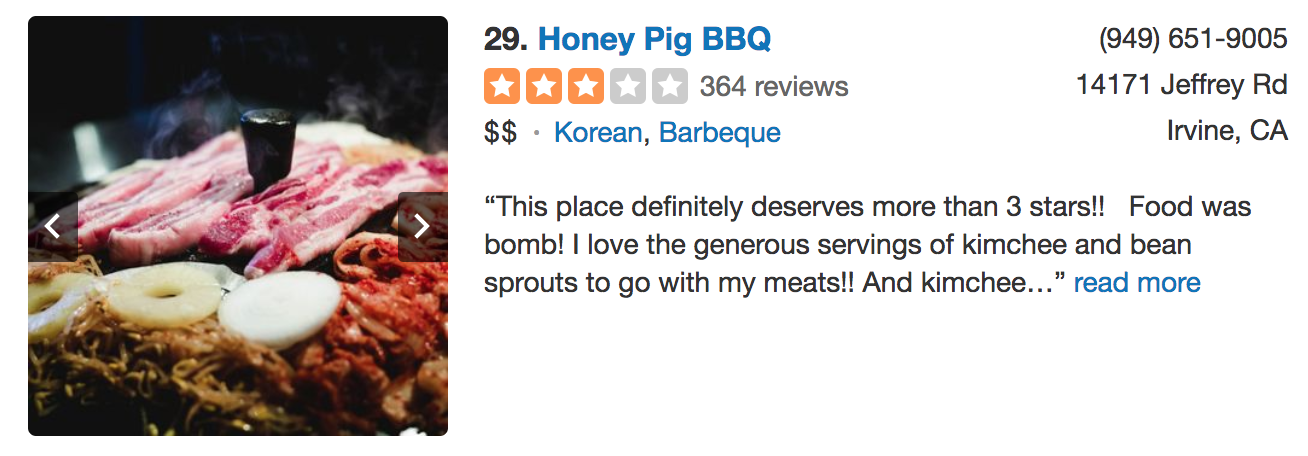 29. Honey Pig BBQ
364 reviews
$$ · Korean, Barbeque
(949) 651-9005
14171 Jeffrey Rd
Irvine, CA
“This place definitely deserves more than 3 stars!!   Food was
bomb! I love the generous servings of kimchee and bean
sprouts to go with my meats!! And kimchee…” read more